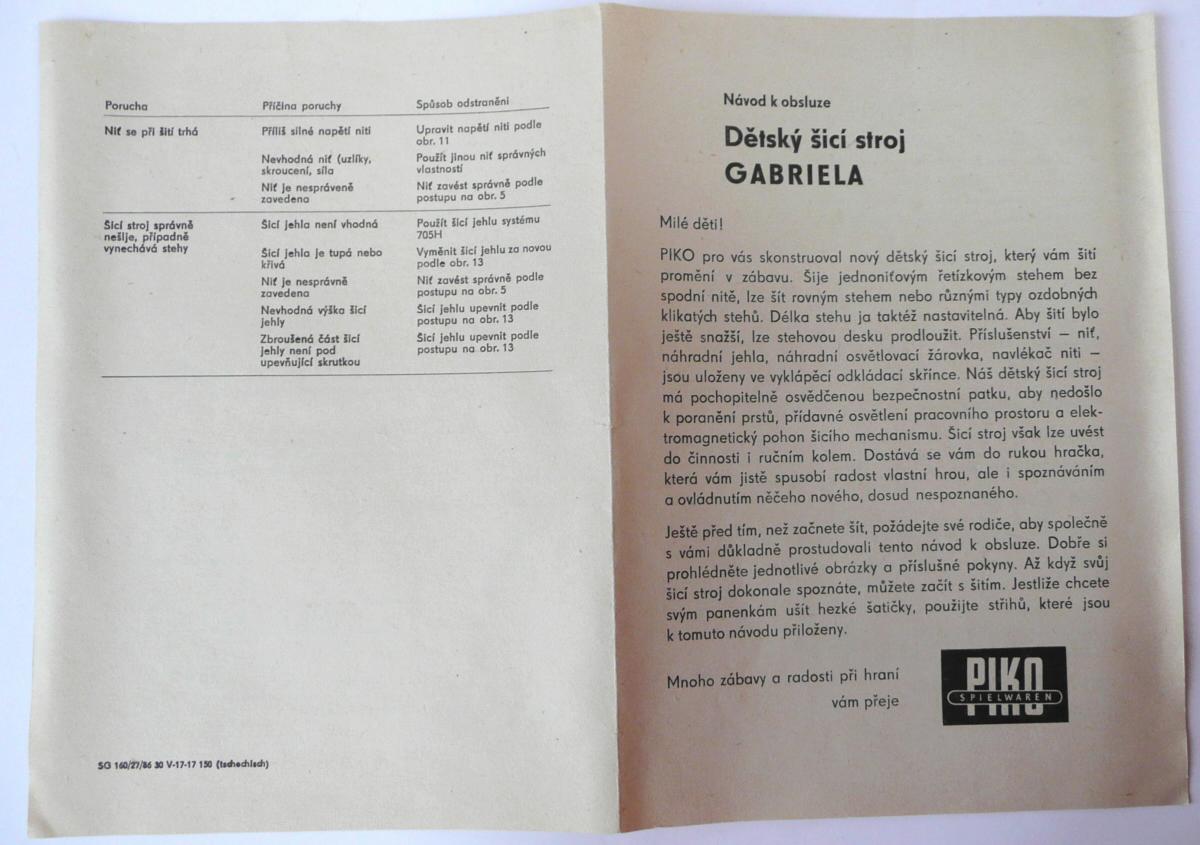 Porucha Příčina poruchy Spůsob odstranění
Niť se při šití trhá Příliš silné napětí niti Upravit napětí niti podle
obr. 11
Nevhodná niť (uzlíky, Použít jinou niť správných
skroucení, síla vlastností
Niť je nespráveně Niť zavést správně podle
zavedena postupu na obr. 5
Šicí stroj správně Šicí jehla není vhodná Použít šicí jehlu systému
nešije, případně 705H
vynechává stehy
Šicí jehla je tupá nebo Vyměnit šicí jehlu za novou
křivá podle obr. 13
Niť je nesprávně Niť zavést správně podle
zavedena postupu na obr. 5
Nevhodná výška šicí Šicí jehlu upevnit podle
jehly postupu na obr. 13
Zbroušená část šicí Šicí jehlu upevnit podle
jehly není pod postupu na obr. 13
upevňující skrutkou
SG 160/27/86 30 V-17-17 150 (tschechisch)
Návod k obsluze
Dětský šicí stroj
GABRIELA
Milé děti!
PIKO pro vás skonstruoval nový dětský šicí stroj, který vám šití
promění v zábavu. Šije jednoniťovým řetízkovým stehem bez
spodní nitě, lze šít rovným stehem nebo různými typy ozdobných
klikatých stehů. Délka stehu ja taktéž nastavitelná. Aby šití bylo
ještě snažší, lze stehovou desku prodloužit. Příslušenství – niť,
náhradní jehla, náhradní osvětlovací žárovka, navlékač niti –
jsou uloženy ve vyklápěcí odkládací skřínce. Náš dětský šicí stroj
má pochopitelně osvědčenou bezpečnostní patku, aby nedošlo
k poranění prstů, přídavné osvětlení pracovního prostoru a elek-
tromagnetický pohon šicího mechanismu. Šicí stroj však lze uvést
do činnosti i ručním kolem. Dostává se vám do rukou hračka,
která vám jistě spusobí radost vlastní hrou, ale i spoznáváním
a ovládnutím něčeho nového, dosud nespoznaného.
Ještě před tím, než začnete šít, požádejte své rodiče, aby společně
s vámi důkladně prostudovali tento návod k obsluze. Dobře si
prohlédněte jednotlivé obrázky a příslušné pokyny. Až když svůj
šicí stroj dokonale spoznáte, můžete začít s šitím. Jestliže chcete
svým panenkám ušít hezké šatičky, použijte střihů, které jsou
k tomuto návodu přiloženy.
Mnoho zábavy a radosti při hraní
vám přeje
PIKO
SPIELWAREN